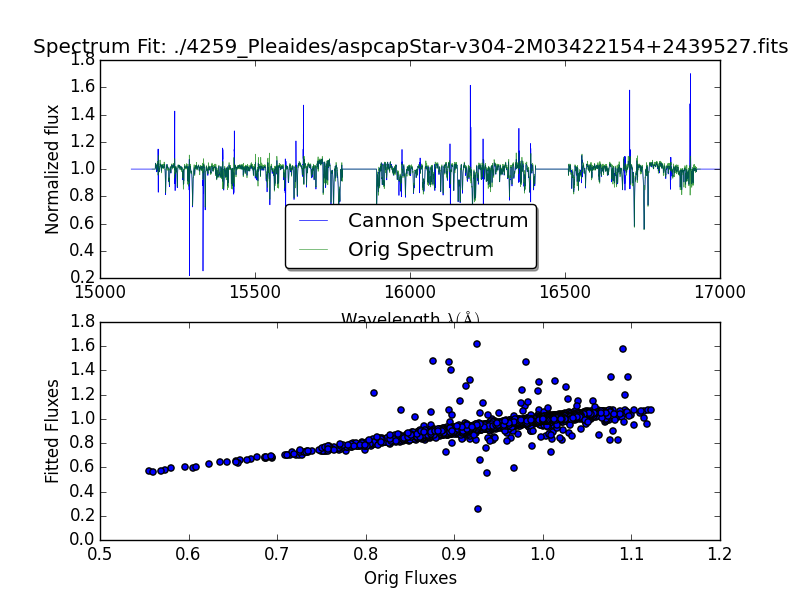 Spectrum Fit: ./4259_Pleaides/aspcapStar-v304-2M03422154+2439527.fits
1.8
1.6
1.4
1.2
1.0
0.8
0.6
0.4
0.2
Normalized flux
Cannon Spectrum
Orig Spectrum
15000 15500 16000 16500 17000
Wavelength λ(Å)
1.8
1.6
1.4
1.2
1.0
0.8
0.6
0.4
0.2
0.0
Fitted Fluxes
0.5 0.6 0.7 0.8 0.9 1.0 1.1 1.2
Orig Fluxes